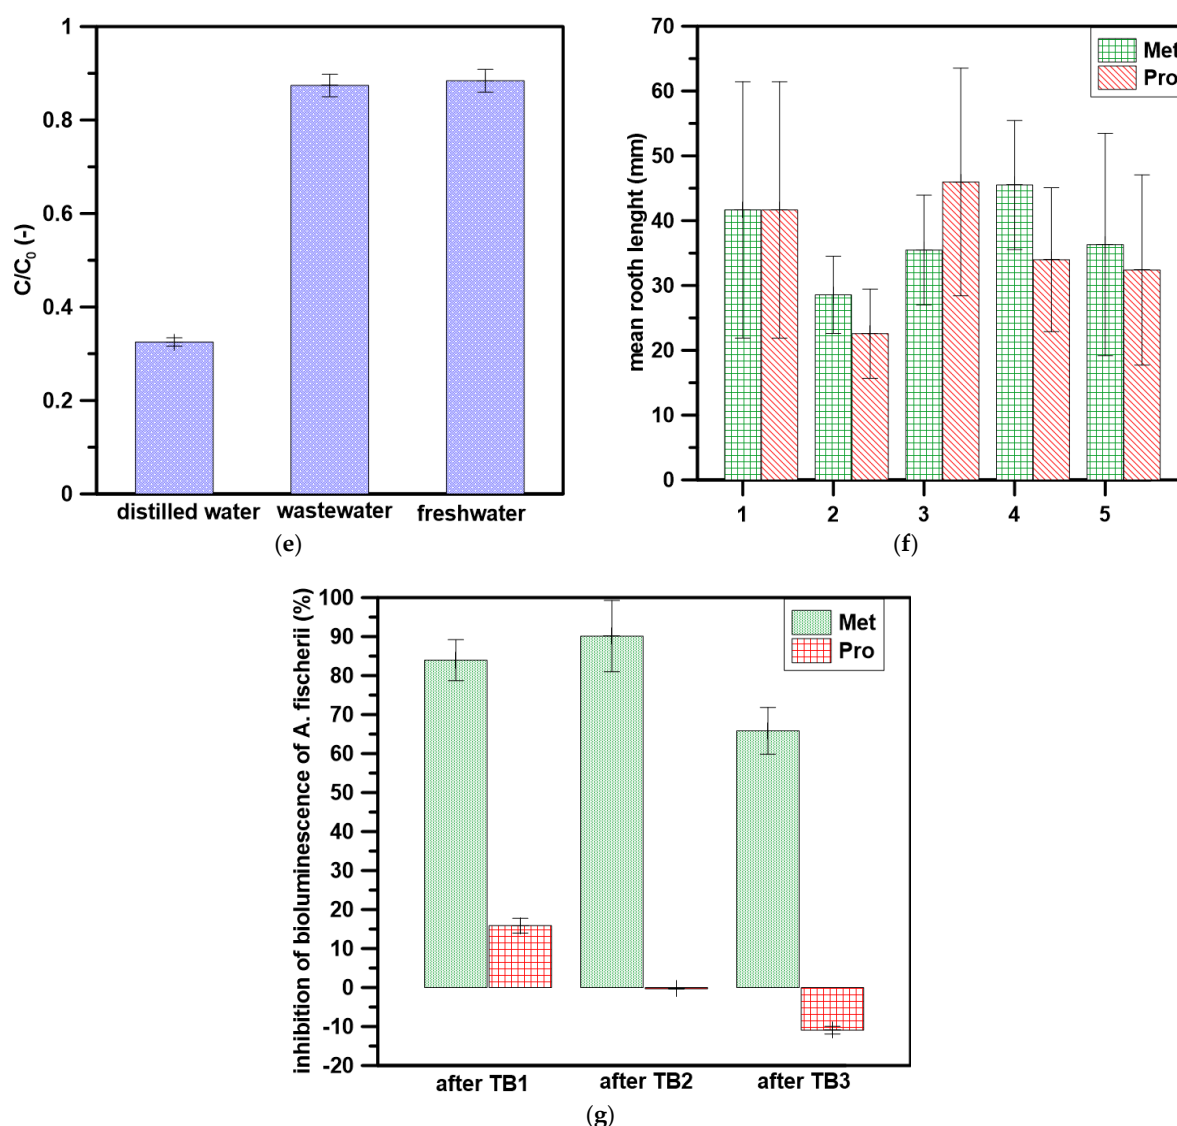 1
0.8
0.6
0.4
0.2
0
C/C0 (-)
distilled water
wastewater
freshwater
(e)
70
60
50
40
30
20
10
0
mean rooth lenght (mm)
Met
Pro
1 2 3 4 5
(f)
100
90
80
70
60
50
40
30
20
10
0
-10
-20
inhibition of bioluminescence of A. fischerii (%)
Met
Pro
after TB1 after TB2 after TB3
(g)